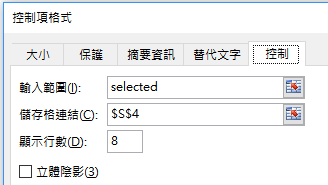 控制項格式
大小 保護 摘要資訊 替代文字 控制
輸入範圍(I): selected
儲存格連結(C): $S$4
顯示行數(D): 8
立體陰影(3)